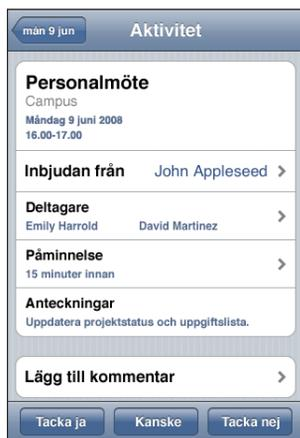 mån 9 jun
Aktivitet
Personalmöte
Campus
Måndag 9 juni 2008
16.00-17.00
Inbjudan från John Appleseed
Deltagare
Emily Harrold David Martinez
Påminnelse
15 minuter innan
Anteckningar
Uppdatera projektstatus och uppgiftslista.
Lägg till kommentar
Tacka ja Kanske Tacka nej